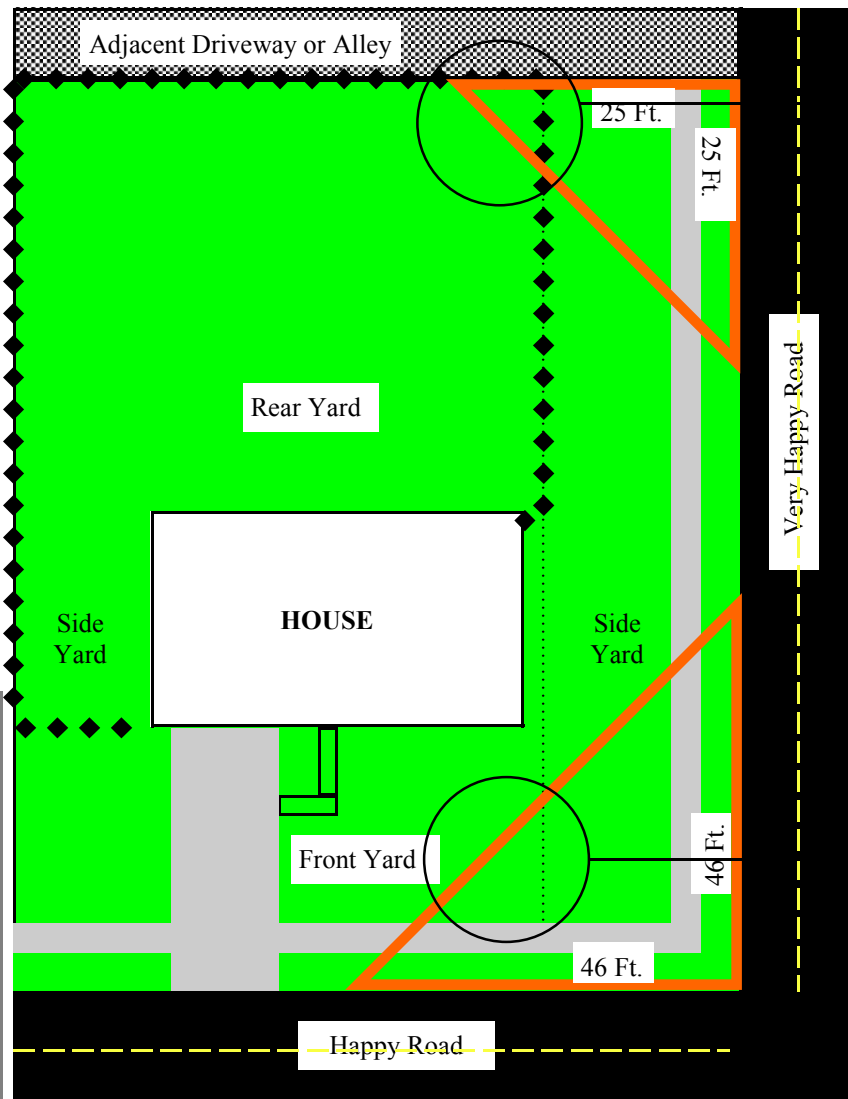 Adjacent Driveway or Alley
25 Ft.
25 Ft.
Rear Yard
Very Happy Road
Side
Yard
HOUSE
Side
Yard
Front Yard
46 Ft.
46 Ft.
Happy Road